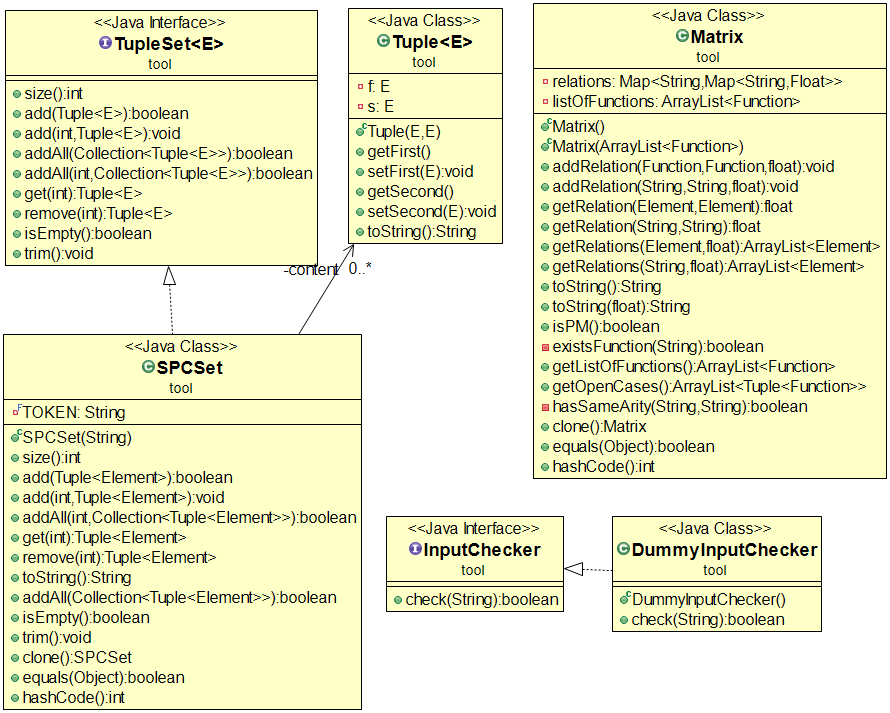 <<Java Interface>>
TupleSet<E>
tool
size():int
add(Tuple<E>):boolean
add(int,Tuple<E>):void
addAll(Collection<Tuple<E>>):boolean
addAll(int,Collection<Tuple<E>>):boolean
get(int):Tuple<E>
remove(int):Tuple<E>
isEmpty():boolean
trim():void
<<Java Class>>
Tuple<E>
tool
f: E
s: E
Tuple(E,E)
getFirst()
setFirst(E):void
getSecond()
setSecond(E):void
toString():String
-content 0..*
<<Java Class>>
Matrix
tool
relations: Map<String,Map<String,Float>>
listOfFunctions: ArrayList<Function>
Matrix()
Matrix(ArrayList<Function>)
addRelation(Function,Function,float):void
addRelation(String,String,float):void
getRelation(Element,Element):float
getRelation(String,String):float
getRelations(Element,float):ArrayList<Element>
getRelations(String,float):ArrayList<Element>
toString():String
toString(float):String
isPM():boolean
existsFunction(String):boolean
getListOfFunctions():ArrayList<Function>
getOpenCases():ArrayList<Tuple<Function>>
hasSameArity(String,String):boolean
clone():Matrix
equals(Object):boolean
hashCode():int
<<Java Class>>
SPCSet
tool
TOKEN: String
SPCSet(String)
size():int
add(Tuple<Element>):boolean
add(int,Tuple<Element>):void
addAll(int,Collection<Tuple<Element>>):boolean
get(int):Tuple<Element>
remove(int):Tuple<Element>
toString():String
addAll(Collection<Tuple<Element>>):boolean
isEmpty():boolean
trim():void
clone():SPCSet
equals(Object):boolean
hashCode():int
<<Java Interface>>
InputChecker
tool
check(String):boolean
<<Java Class>>
DummyInputChecker
tool
DummyInputChecker()
check(String):boolean